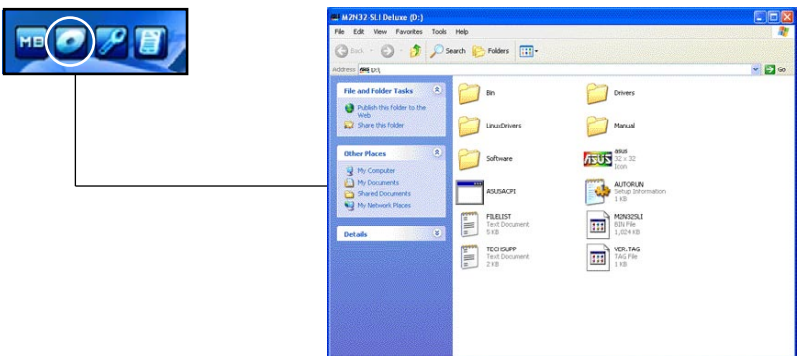 MB
M2N32-SLI Deluxe (D:)
File Edit View Favorites Tools Help
Back Search Folders
Address D:\ Go
File and Folder Tasks
Publish this folder to the
Web
Share this folder
Other Places
My Computer
My Documents
Shared Documents
My Network Places
Details
Bin
Drivers
LinuxDrivers
Manual
Software
ASUS
asus
32 x 32
Icon
ASUSACPI
AUTORUN
Setup Information
1 KB
FILELIST
Text Document
5 KB
M2N32SLI
BIN File
1,024 KB
TECHSUPP
Text Document
2 KB
VER.TAG
TAG File
1 KB